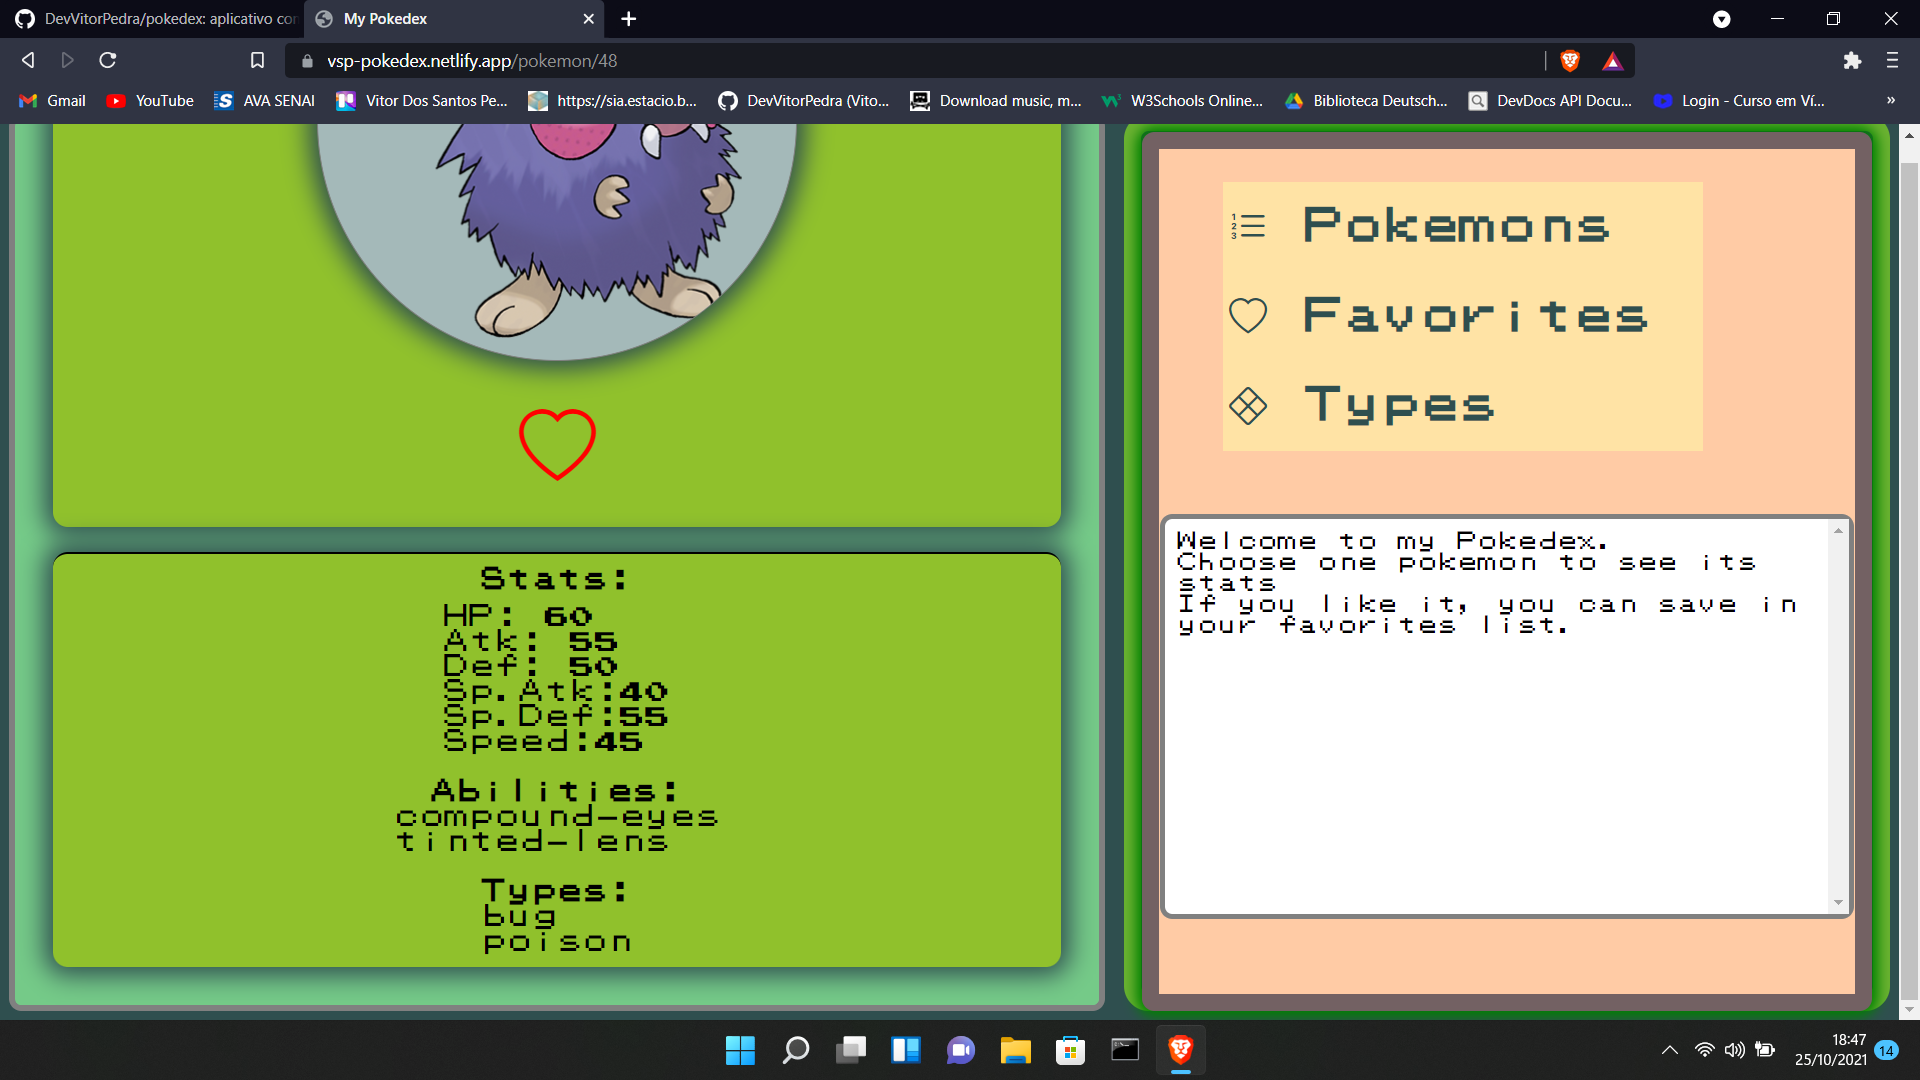 DevVitorPedra/pokedex: aplicativo con
My Pokedex
vsp-pokedex.netlify.app/pokemon/48
Gmail
YouTube
AVA SENAI
Vitor Dos Santos Pe...
https://sia.estacio.b...
DevVitorPedra (Vito...
Download music, m...
W3Schools Online...
Biblioteca Deutsch...
DevDocs API Docu...
Login - Curso em Ví...
»
Stats:
HP: 60
Atk: 55
Def: 50
Sp.Atk:40
Sp.Def:55
Speed:45
Abilities:
compound-eyes
tinted-lens
Types:
bug
poison
Pokemons
Favorites
Types
Welcome to my Pokedex.
Choose one pokemon to see its
stats
If you like it, you can save in
your favorites list.
18:47
25/10/2021
14